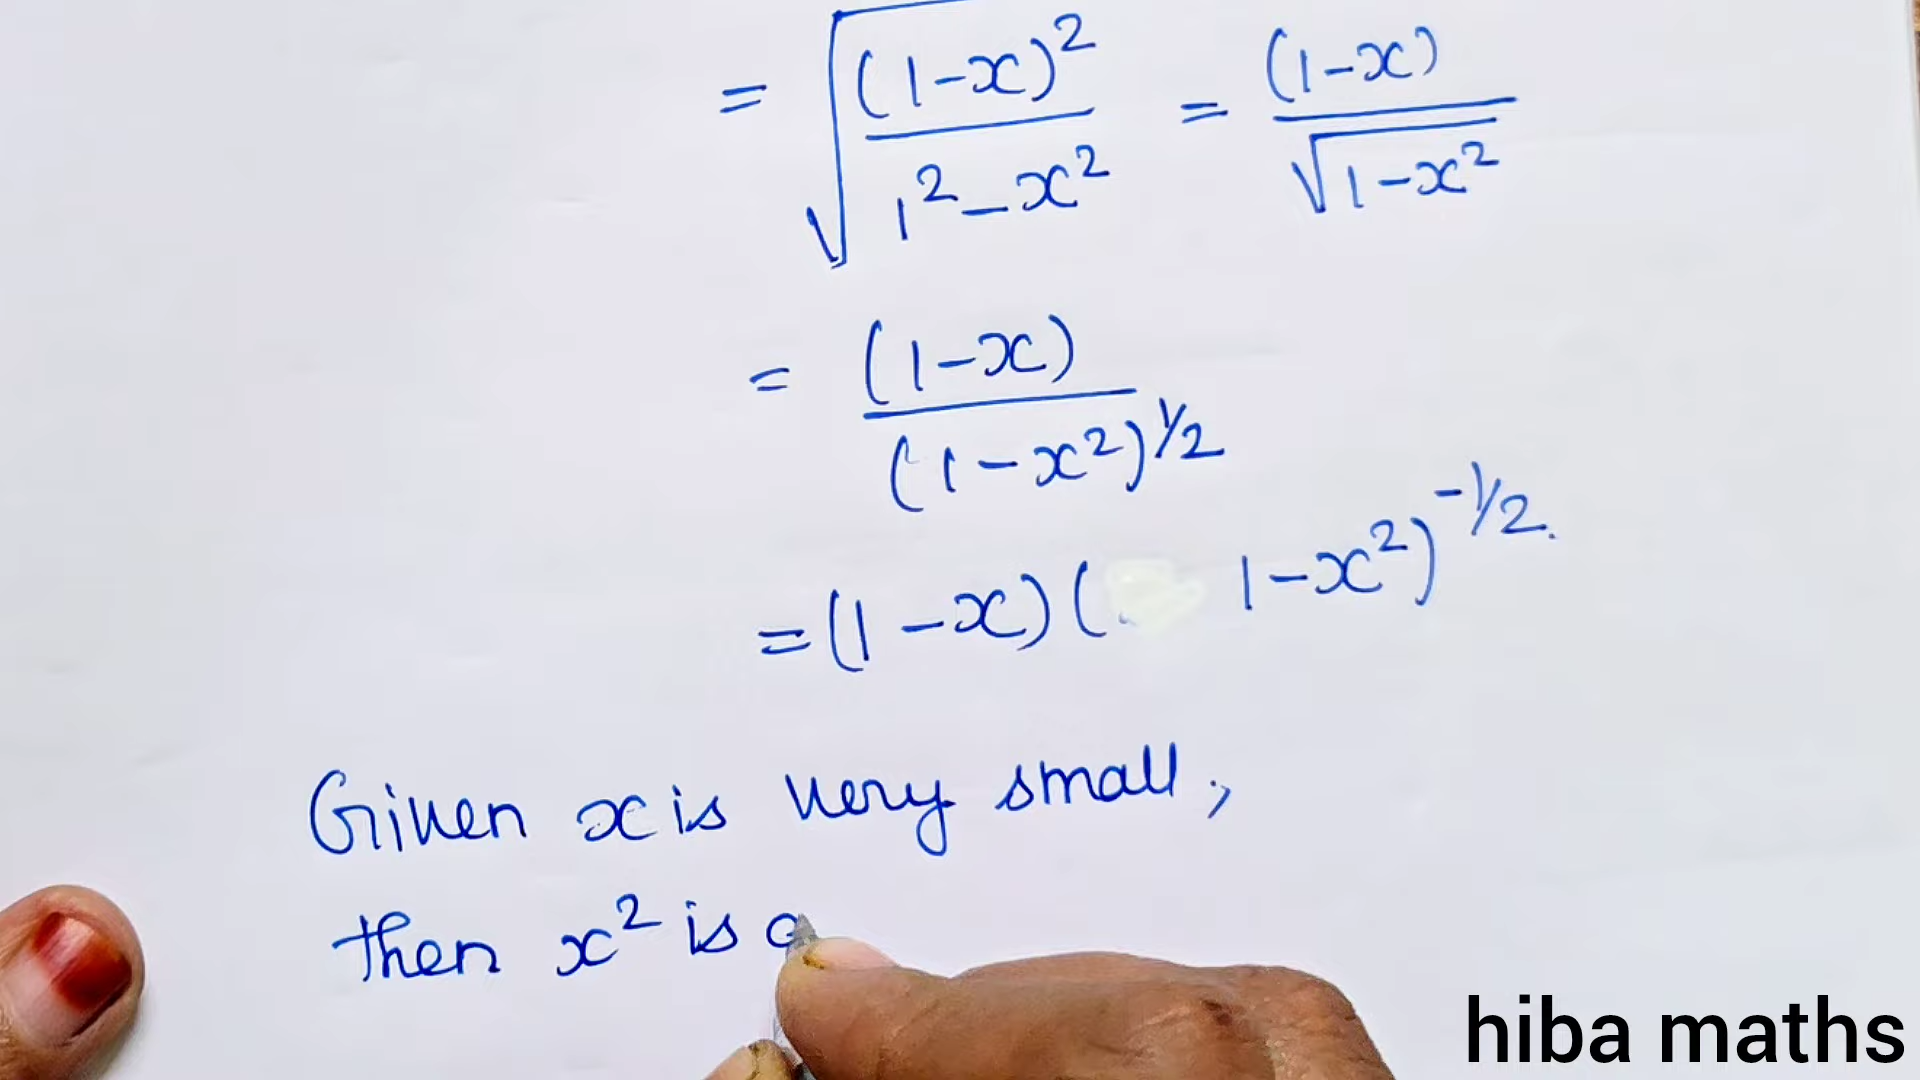 = √((1-x)²/(1²-x²)) = (1-x)/√(1-x²)
= (1-x)/(1-x²)^1/2
= (1-x)(1-x²)^-1/2.
Given x is very small,
then x² is
hiba maths